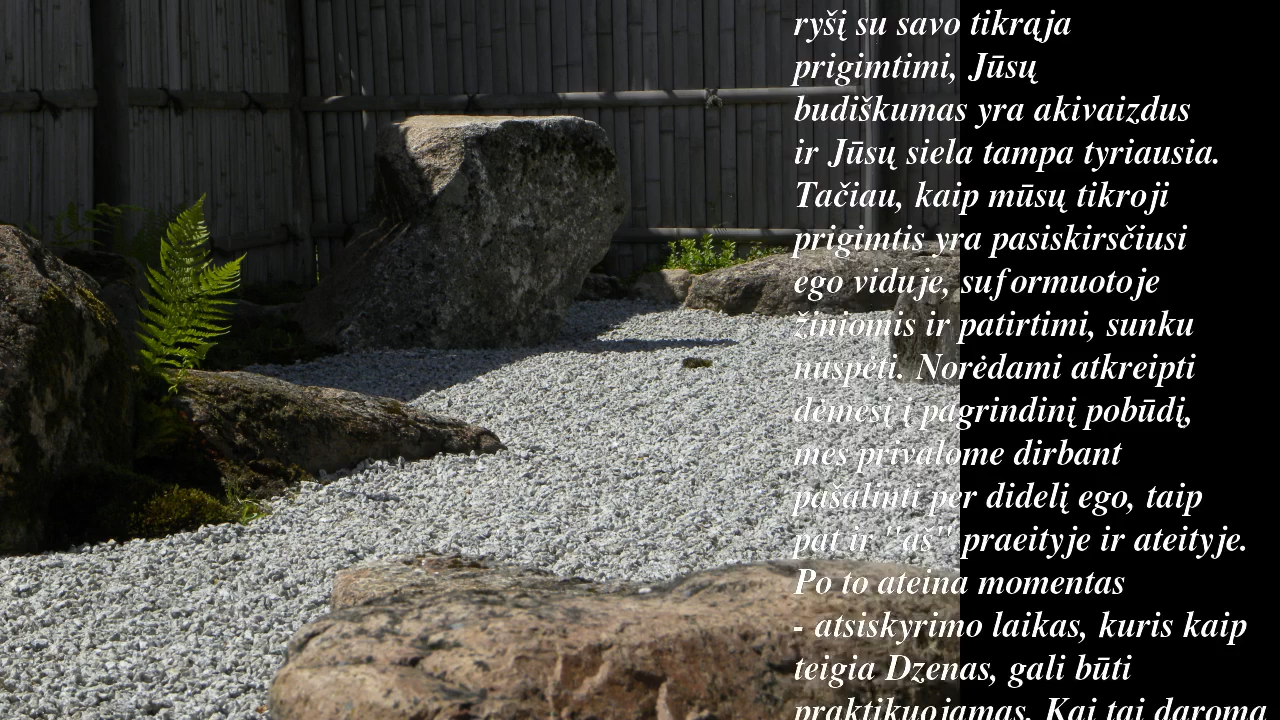 ryšį su savo tikrąja
prigimtimi, Jūsų
budiškumas yra akivaizdus
ir Jūsų siela tampa tyriausia.
Tačiau, kaip mūsų tikroji
prigimtis yra pasiskirsčiusi
ego viduje, suformuotoje
žiniomis ir patirtimi, sunku
nuspėti. Norėdami atkreipti
dėmėsį į pagrindinį pobūdį,
mes privalome dirbant
pašalinti per didelį ego, taip
pat ir "aš" praeityje ir ateityje.
Po to ateina momentas
- atsiskyrimo laikas, kuris kaip
teigia Dzenas, gali būti
praktikuojamas. Kai tai daroma